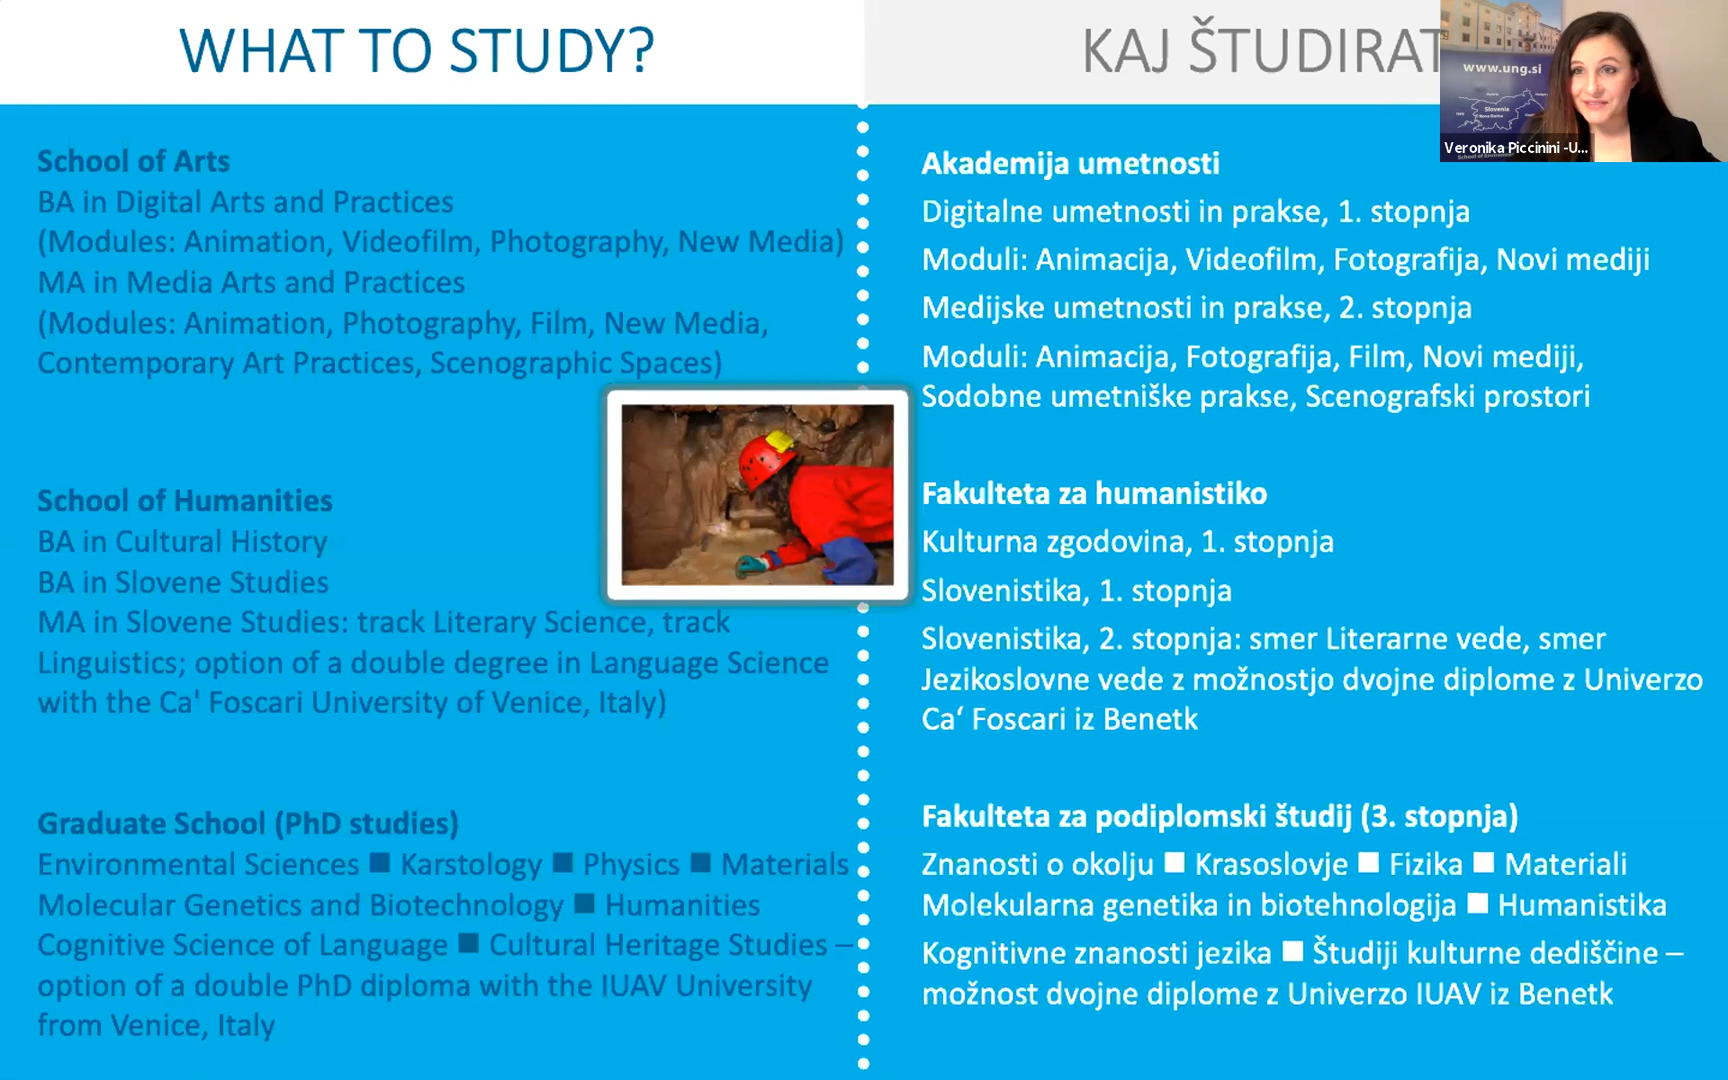 WHAT TO STUDY?
School of Arts
BA in Digital Arts and Practices
(Modules: Animation, Videofilm, Photography, New Media)
MA in Media Arts and Practices
(Modules: Animation, Photography, Film, New Media,
Contemporary Art Practices, Scenographic Spaces)
School of Humanities
BA in Cultural History
BA in Slovene Studies
MA in Slovene Studies: track Literary Science, track
Linguistics; option of a double degree in Language Science
with the Ca' Foscari University of Venice, Italy)
Graduate School (PhD studies)
Environmental Sciences ■ Karstology ■ Physics ■ Materials
Molecular Genetics and Biotechnology ■ Humanities
Cognitive Science of Language ■ Cultural Heritage Studies –
option of a double PhD diploma with the IUAV University
from Venice, Italy
KAJ ŠTUDIRAT
Akademija umetnosti
Digitalne umetnosti in prakse, 1. stopnja
Moduli: Animacija, Videofilm, Fotografija, Novi mediji
Medijske umetnosti in prakse, 2. stopnja
Moduli: Animacija, Fotografija, Film, Novi mediji,
Sodobne umetniške prakse, Scenografski prostori
Fakulteta za humanistiko
Kulturna zgodovina, 1. stopnja
Slovenistika, 1. stopnja
Slovenistika, 2. stopnja: smer Literarne vede, smer
Jezikoslovne vede z možnostjo dvojne diplome z Univerzo
Ca‘ Foscari iz Benetk
Fakulteta za podiplomski študij (3. stopnja)
Znanosti o okolju ■ Krasoslovje ■ Fizika ■ Materiali
Molekularna genetika in biotehnologija ■ Humanistika
Kognitivne znanosti jezika ■ Študiji kulturne dediščine –
možnost dvojne diplome z Univerzo IUAV iz Benetk
www.ung.si
Slovenia
Nova Gorica
Veronika Piccinini -U...